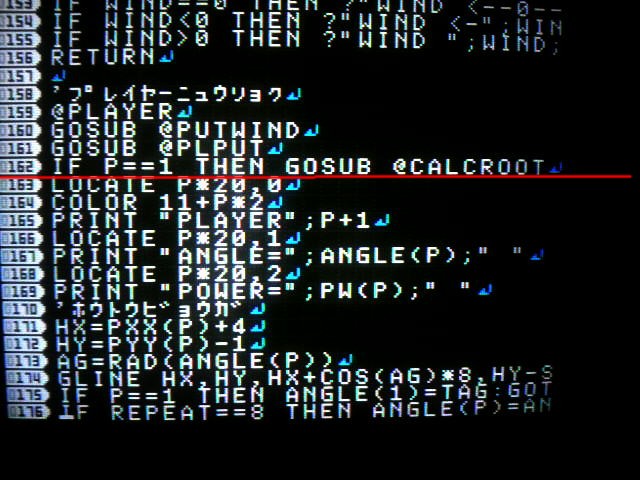 0153 IF WIND==0 THEN ?"WIND <--0--
0154 IF WIND<0 THEN ?"WIND <-";WIN
0155 IF WIND>0 THEN ?"WIND ";WIND;
0156 RETURN
0157
0158 'プレイヤーニュウリョク
0159 @PLAYER
0160 GOSUB @PUTWIND
0161 GOSUB @PLPUT
0162 IF P==1 THEN GOSUB @CALCROOT
0163 LOCATE P*20,0
0164 COLOR 11+P*2
0165 PRINT "PLAYER";P+1
0166 LOCATE P*20,1
0167 PRINT "ANGLE=";ANGLE(P);" "
0168 LOCATE P*20,2
0169 PRINT "POWER=";PW(P);" "
0170 'ホウトウビョウガ
0171 HX=PXX(P)+4
0172 HY=PYY(P)-1
0173 AG=RAD(ANGLE(P))
0174 GLINE HX,HY,HX+COS(AG)*8,HY-S
0175 IF P==1 THEN ANGLE(1)=TAG:GOT
0176 IF REPEAT==8 THEN ANGLE(P)=AN